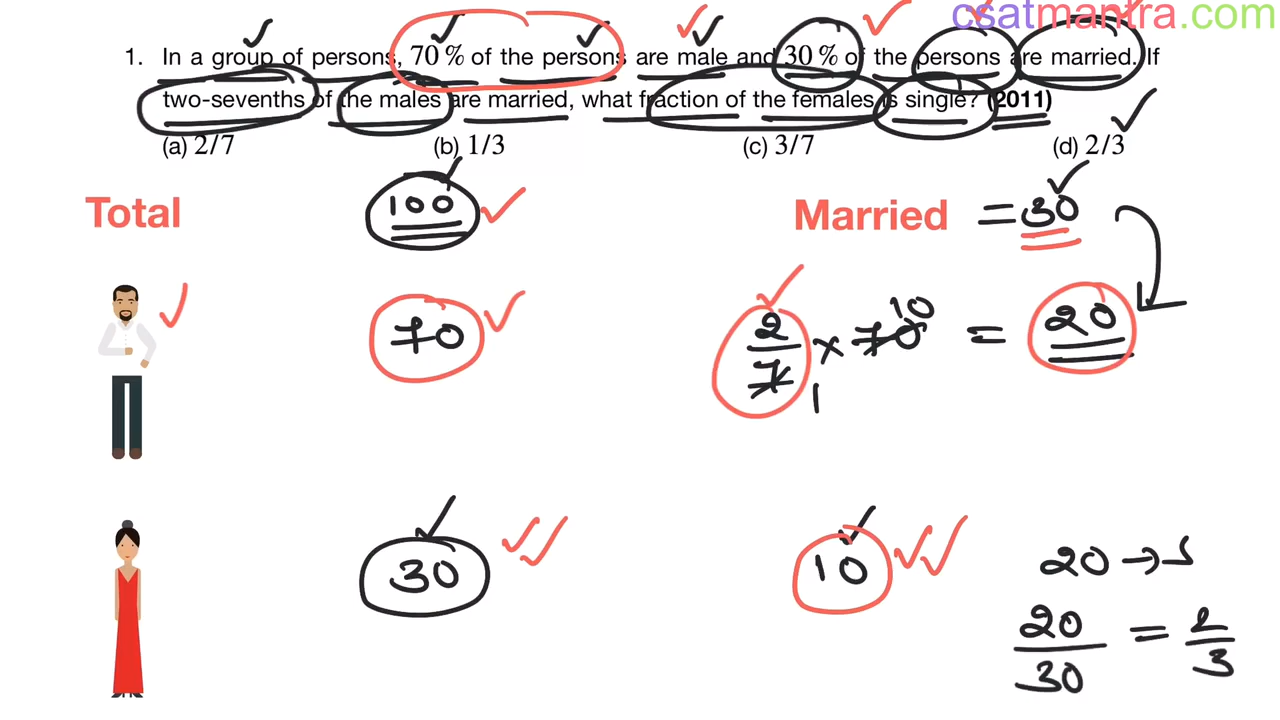 csatmantra.com
1. In a group of persons, 70 % of the persons are male and 30 % of the persons are married. If
two-sevenths of the males are married, what fraction of the females is single? (2011)
(a) 2/7 (b) 1/3 (c) 3/7 (d) 2/3
Total 100 Married = 30
70 2/7 × 70 = 20
10
1
30 10 20 → s
20/30 = 2/3